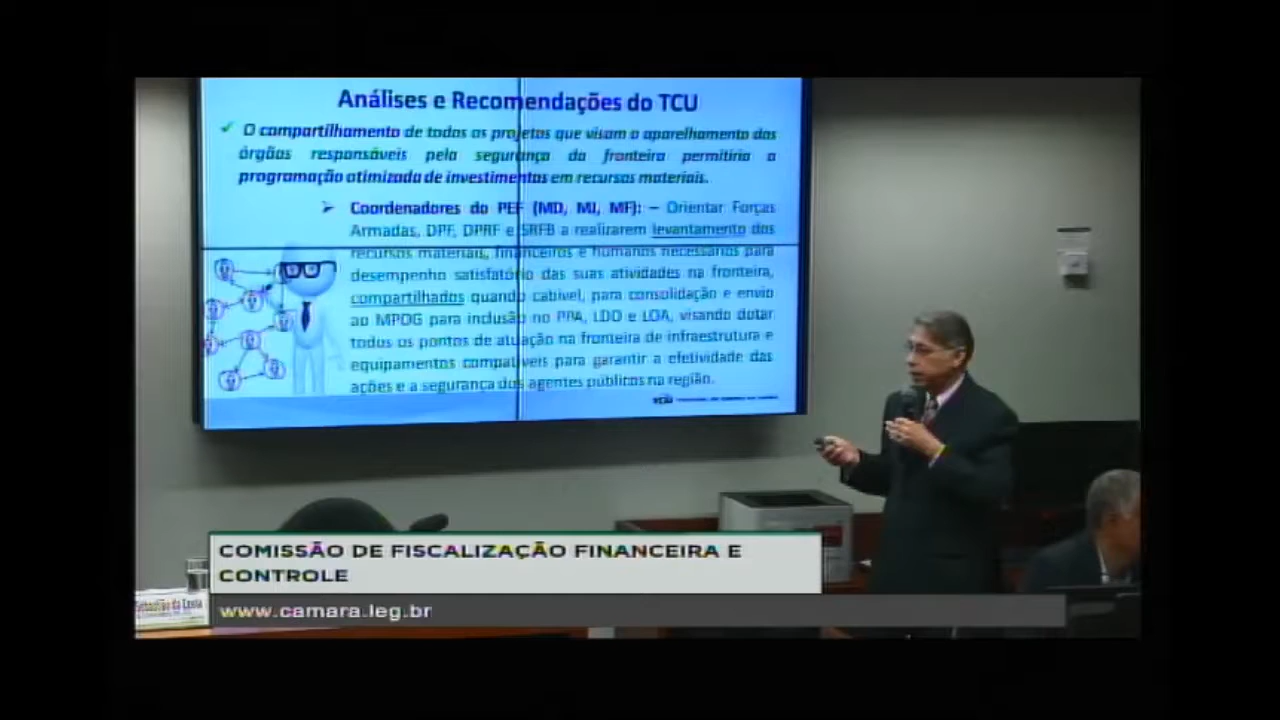 Análises e Recomendações do TCU
✓ O compartilhamento de todos os projetos que visam o aparelhamento dos
órgãos responsáveis pela segurança da fronteira permitiria a
programação otimizada de investimentos em recursos materiais.
➢ Coordenadores do PEF (MD, MJ, MF): – Orientar Forças
Armadas, DPF, DPRF e SRFB a realizarem levantamento dos
recursos materiais, financeiros e humanos necessários para
desempenho satisfatório das suas atividades na fronteira,
compartilhados quando cabível, para consolidação e envio
ao MPOG para inclusão no PPA, LDO e LOA, visando dotar
todos os pontos de atuação na fronteira de infraestrutura e
equipamentos compatíveis para garantir a efetividade das
ações e a segurança dos agentes públicos na região.
COMISSÃO DE FISCALIZAÇÃO FINANCEIRA E
CONTROLE
www.camara.leg.br